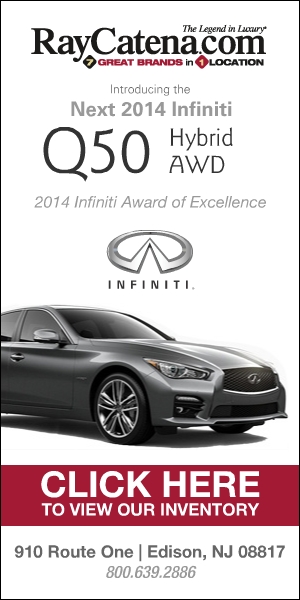 The Legend in Luxury®
RayCatena.com
7 GREAT BRANDS in 1 LOCATION
Introducing the
Next 2014 Infiniti
Q50 Hybrid AWD
2014 Infiniti Award of Excellence
INFINITI
CLICK HERE
TO VIEW OUR INVENTORY
910 Route One | Edison, NJ 08817
800.639.2886